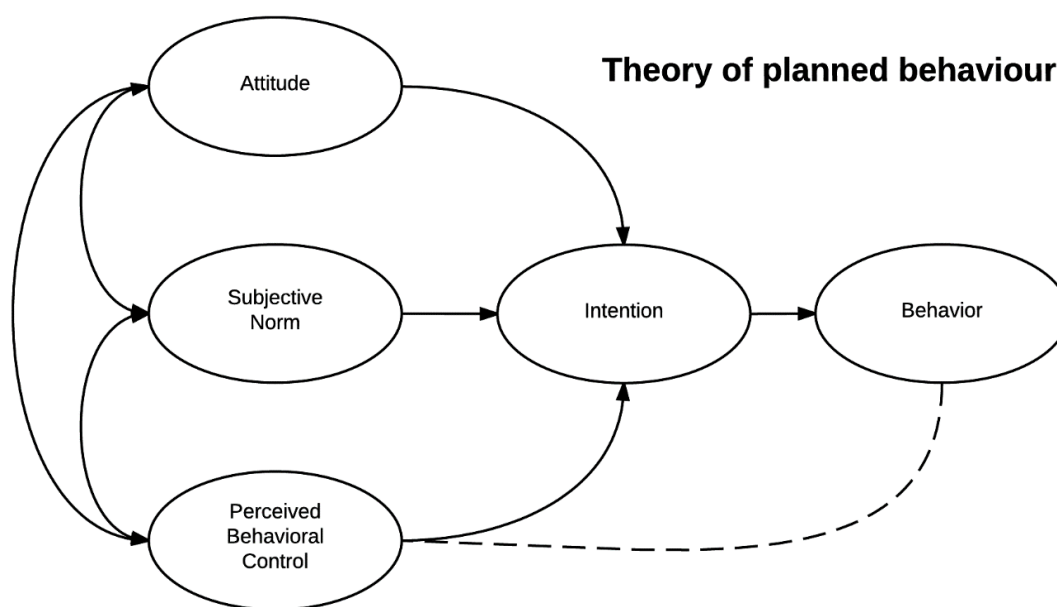 Theory of planned behaviour
Attitude
Subjective
Norm
Intention
Behavior
Perceived
Behavioral
Control